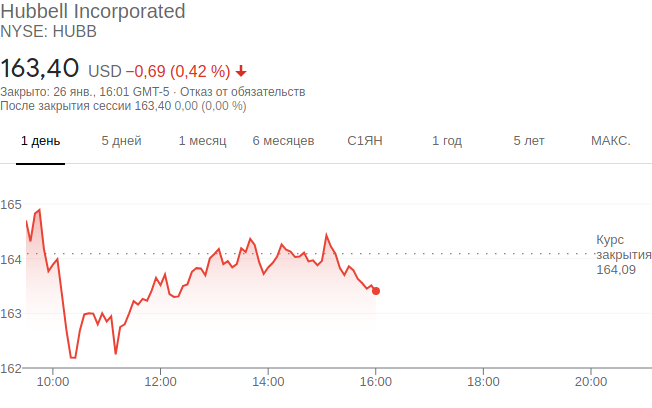 Hubbell Incorporated
NYSE: HUBB
163,40 USD −0,69 (0,42 %)
Закрыто: 26 янв., 16:01 GMT-5 · Отказ от обязательств
После закрытия сессии 163,40 0,00 (0,00 %)
1 день 5 дней 1 месяц 6 месяцев С1ЯН 1 год 5 лет МАКС.
165
164
163
162
Курс
закрытия
164,09
10:00 12:00 14:00 16:00 18:00 20:00